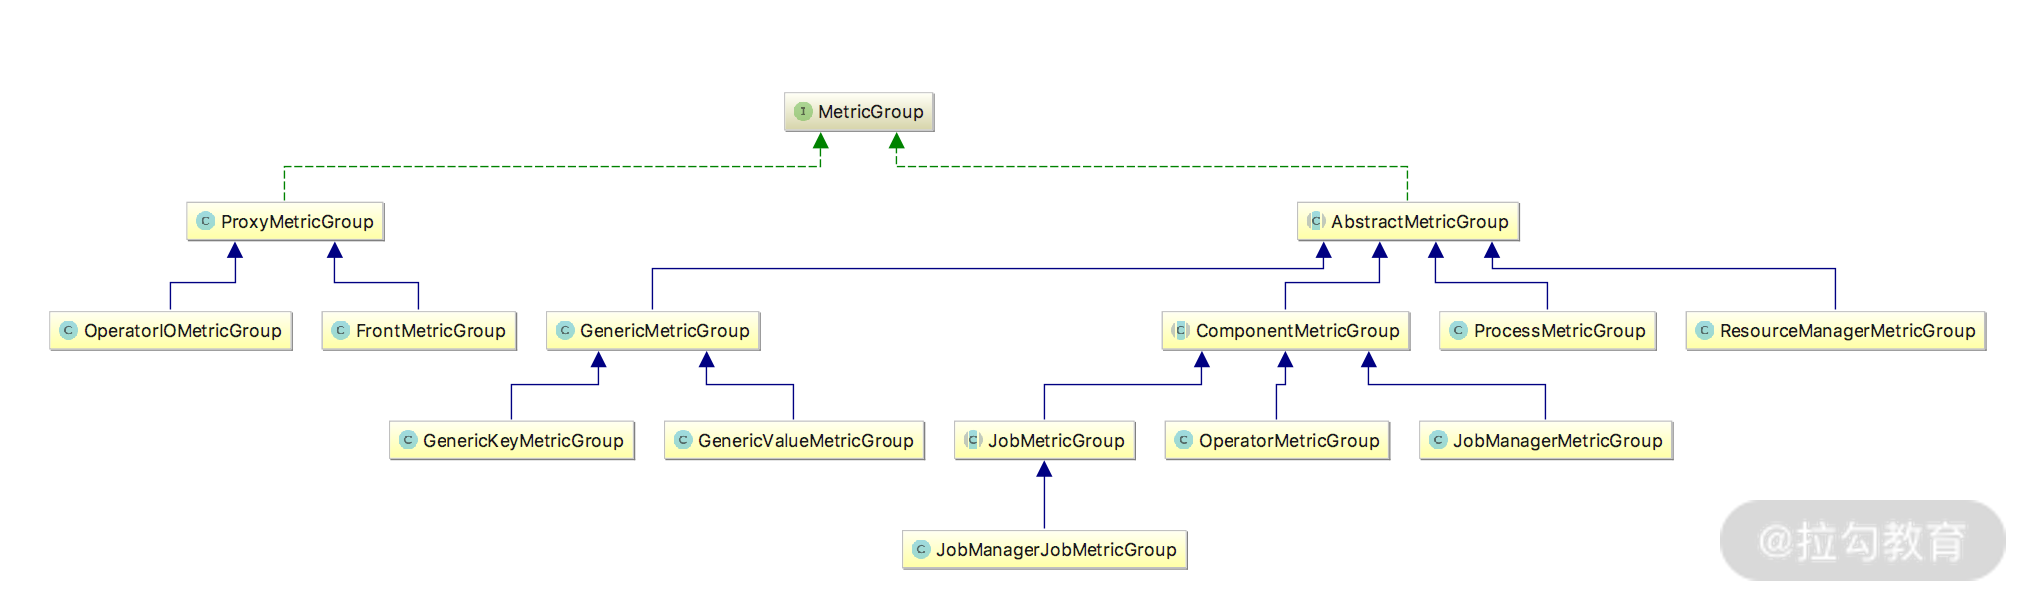 I MetricGroup
C ProxyMetricGroup
C AbstractMetricGroup
C OperatorIOMetricGroup
C FrontMetricGroup
C GenericMetricGroup
C ComponentMetricGroup
C ProcessMetricGroup
C ResourceManagerMetricGroup
C GenericKeyMetricGroup
C GenericValueMetricGroup
C JobMetricGroup
C OperatorMetricGroup
C JobManagerMetricGroup
C JobManagerJobMetricGroup
@拉勾教育